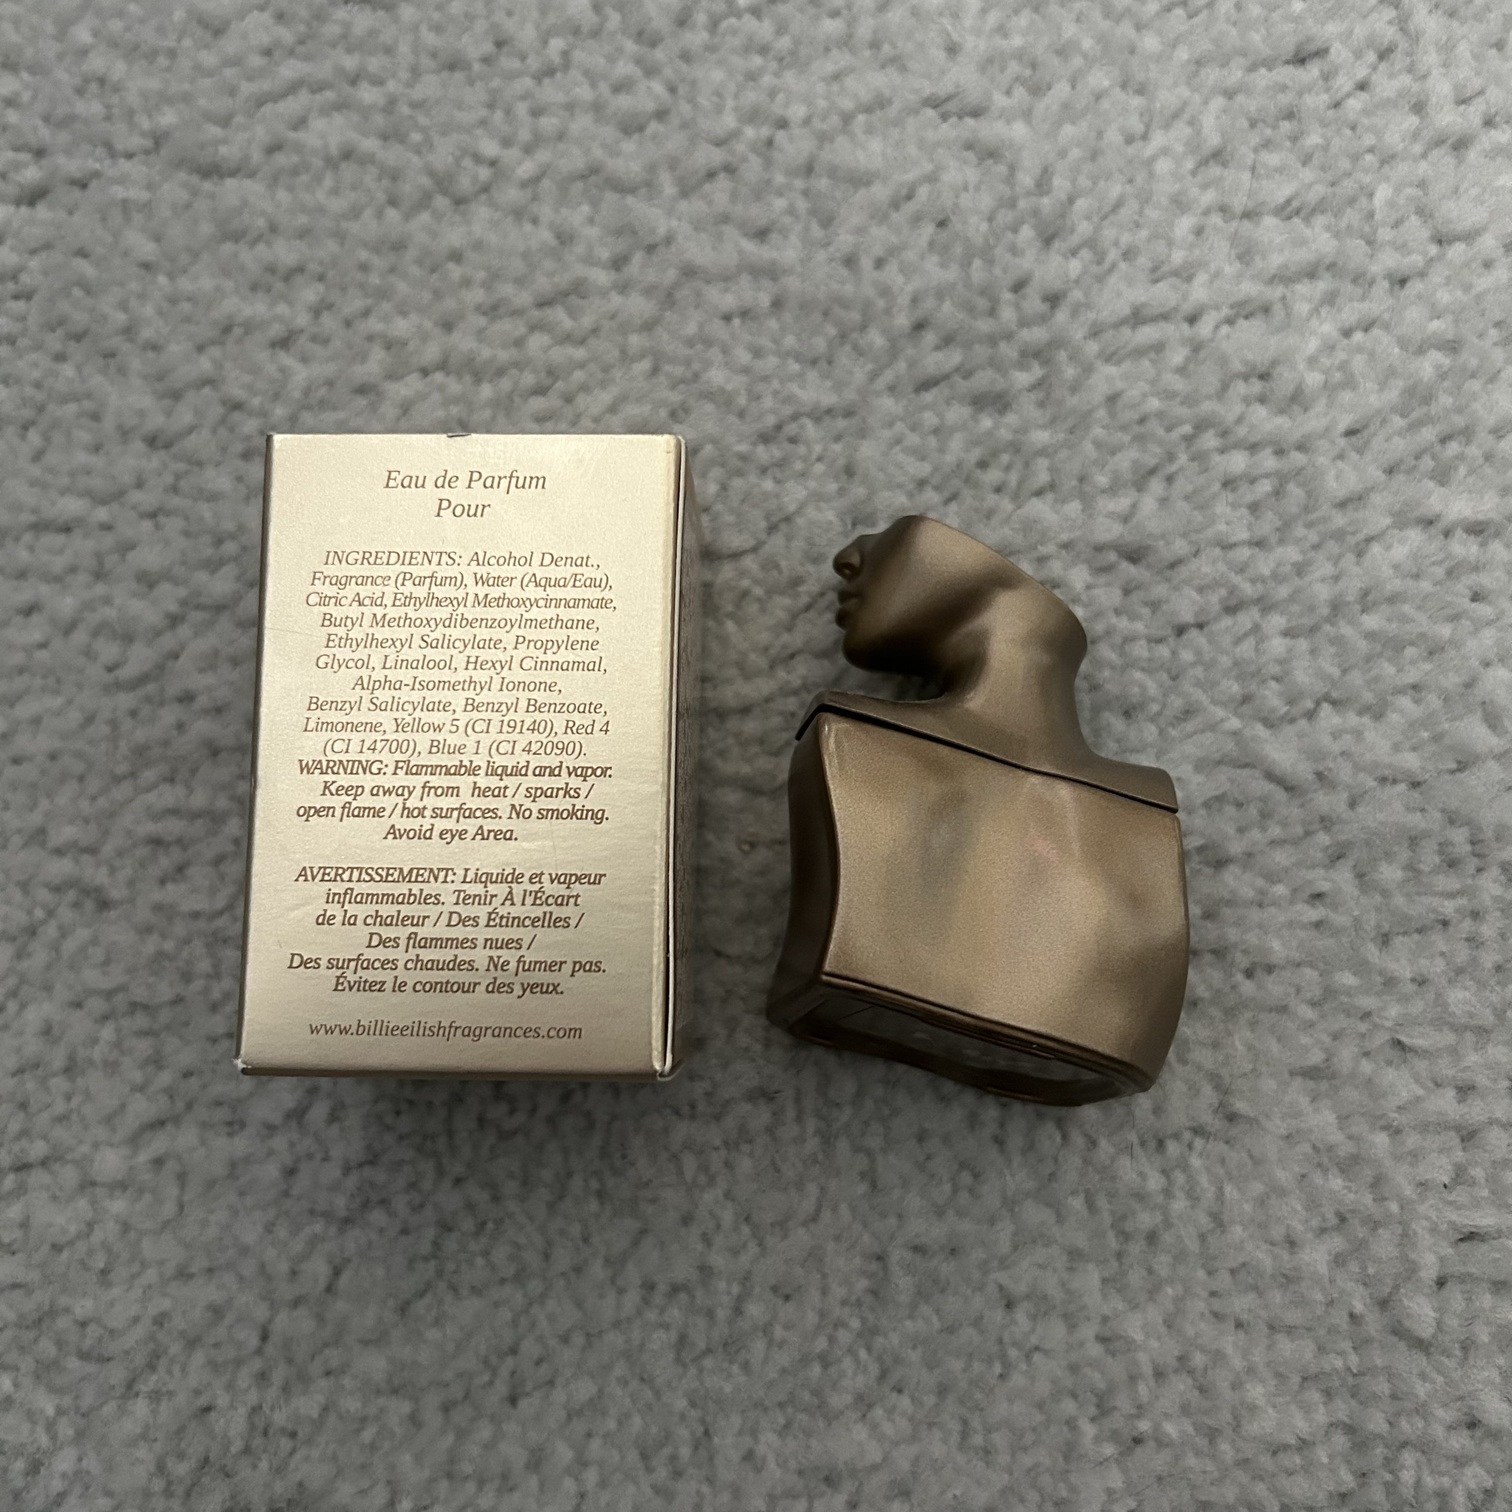 Eau de Parfum
Pour
INGREDIENTS: Alcohol Denat.,
Fragrance (Parfum), Water (Aqua/Eau),
Citric Acid, Ethylhexyl Methoxycinnamate,
Butyl Methoxydibenzoylmethane,
Ethylhexyl Salicylate, Propylene
Glycol, Linalool, Hexyl Cinnamal,
Alpha-Isomethyl Ionone,
Benzyl Salicylate, Benzyl Benzoate,
Limonene, Yellow 5 (CI 19140), Red 4
(CI 14700), Blue 1 (CI 42090).
WARNING: Flammable liquid and vapor.
Keep away from heat / sparks /
open flame / hot surfaces. No smoking.
Avoid eye Area.
AVERTISSEMENT: Liquide et vapeur
inflammables. Tenir À l'Écart
de la chaleur / Des Étincelles /
Des flammes nues /
Des surfaces chaudes. Ne fumer pas.
Évitez le contour des yeux.
www.billieeilishfragrances.com